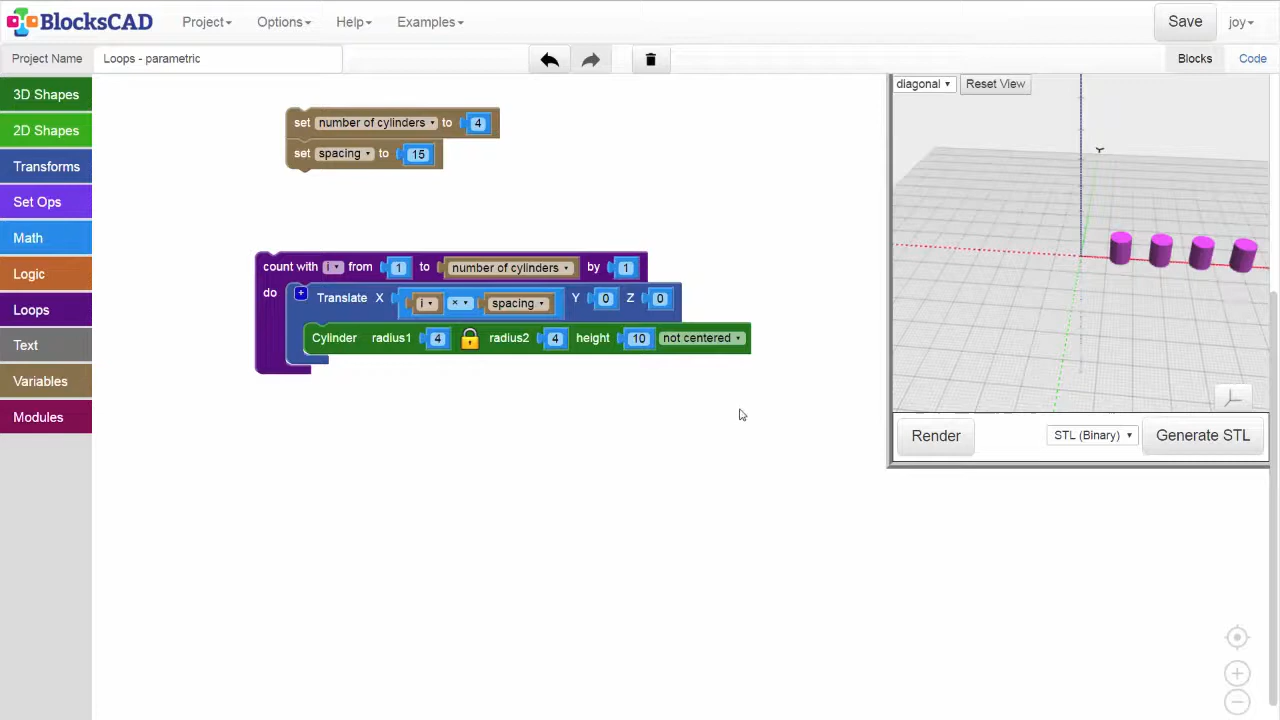 BlocksCAD Project Options Help Examples Save joy
Project Name Loops - parametric Blocks Code
3D Shapes
2D Shapes
Transforms
Set Ops
Math
Logic
Loops
Text
Variables
Modules
set number of cylinders to 4
set spacing to 15
count with i from 1 to number of cylinders by 1
do Translate X i × spacing Y 0 Z 0
Cylinder radius1 4 radius2 4 height 10 not centered
diagonal Reset View
Y
Render STL (Binary) Generate STL